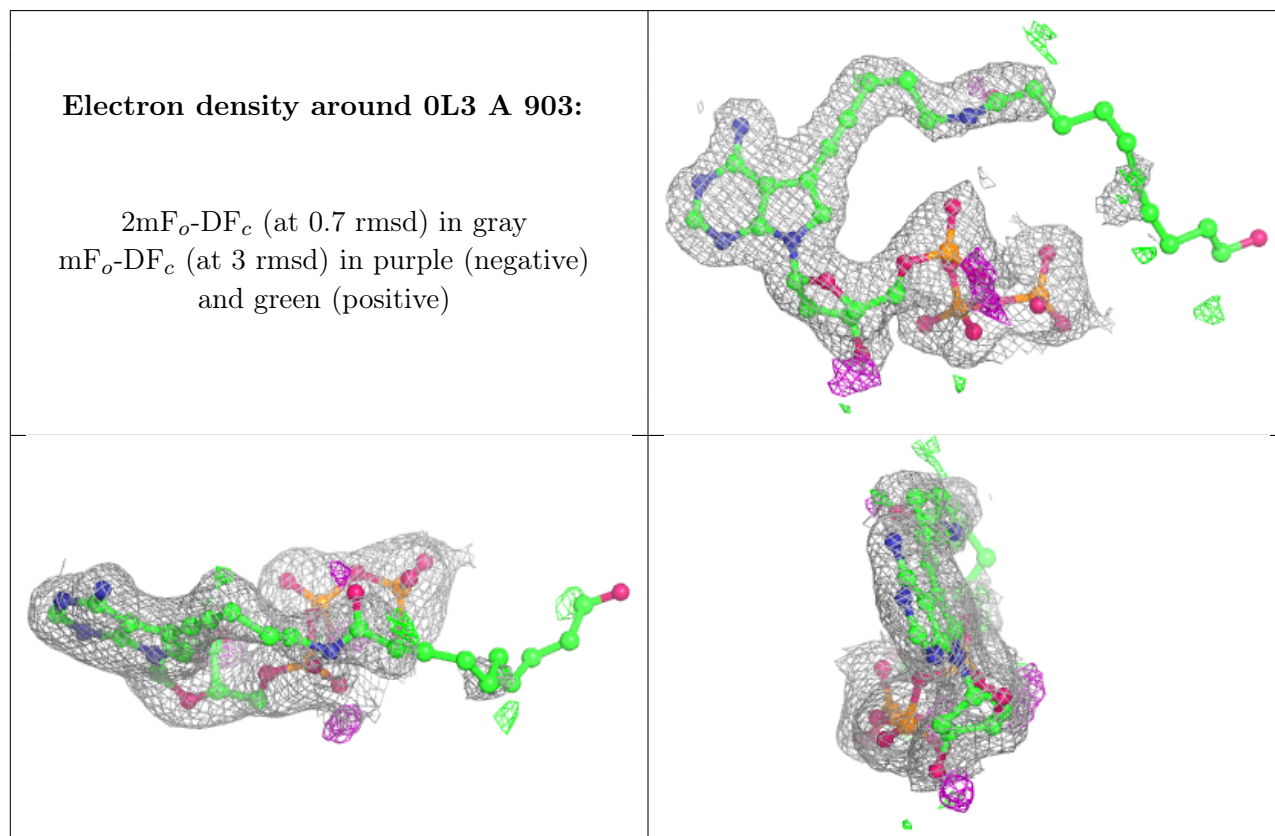 Electron density around 0L3 A 903:
2mFo-DFc (at 0.7 rmsd) in gray
mFo-DFc (at 3 rmsd) in purple (negative)
and green (positive)